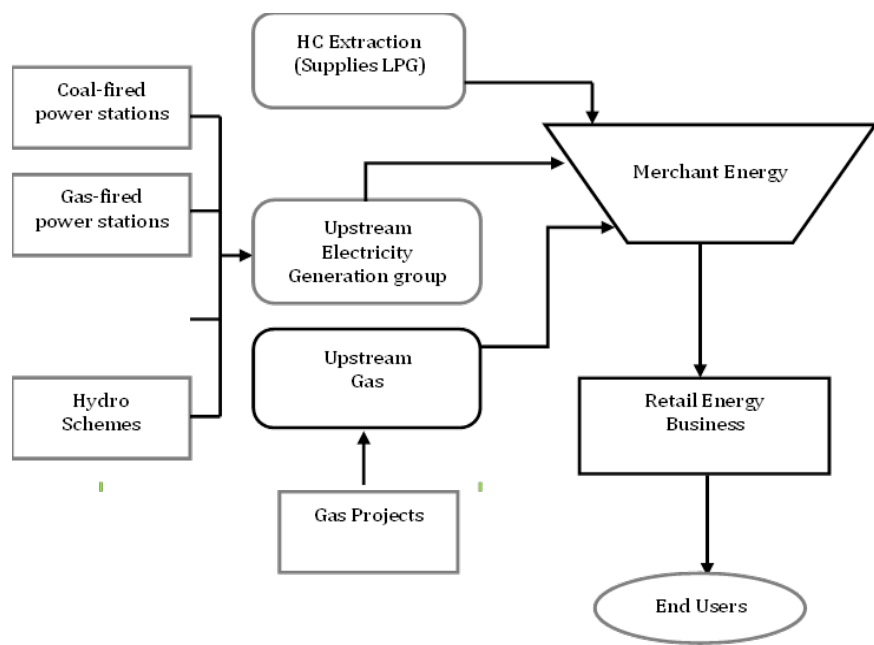 HC Extraction
(Supplies LPG)
Coal-fired
power stations
Merchant Energy
Gas-fired
power stations
Upstream
Electricity
Generation group
Upstream
Gas
Hydro
Schemes
Retail Energy
Business
Gas Projects
End Users